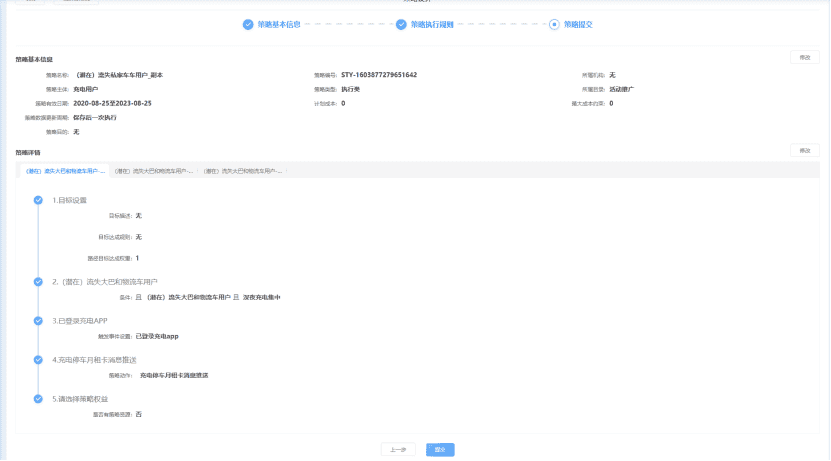 策略基本信息 策略执行规则 策略提交
策略基本信息 修改
策略名称: (潜在)流失私家车车用户_副本 策略编号: STY-1603877279651642 所属机构: 无
策略主体: 充电用户 策略类型: 执行类 所属目录: 活动推广
策略有效日期: 2020-08-25至2023-08-25 计划成本: 0 最大成本约束: 0
策略数据更新周期: 保存后一次执行
策略目的: 无
策略详情 修改
(潜在) 流失大巴和物流车用户-... (潜在) 流失大巴和物流车用户-... (潜在) 流失大巴和物流车用户-...
1.目标设置
目标描述: 无
目标达成规则: 无
路径目标达成权重: 1
2.(潜在)流失大巴和物流车用户
条件: 且 (潜在)流失大巴和物流车用户 且 深夜充电集中
3.已登录充电APP
触发事件设置: 已登录充电app
4.充电停车月租卡消息推送
策略动作: 充电停车月租卡消息推送
5.请选择策略权益
是否有策略资源: 否
上一步 提交